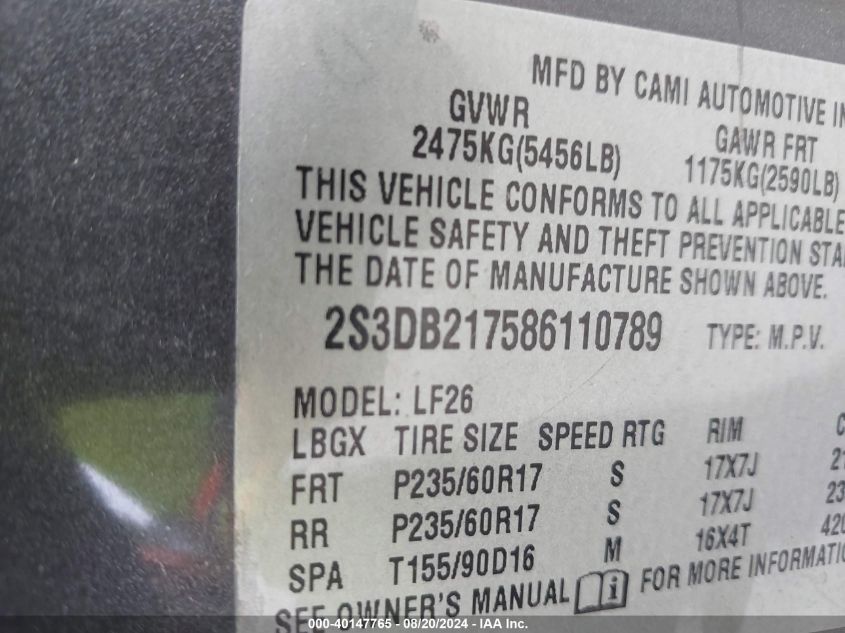 MFD BY CAMI AUTOMOTIVE IN
GVWR GAWR FRT
2475KG(5456LB) 1175KG(2590LB)
THIS VEHICLE CONFORMS TO ALL APPLICABLE
VEHICLE SAFETY AND THEFT PREVENTION STA
THE DATE OF MANUFACTURE SHOWN ABOVE.
2S3DB217586110789 TYPE: M.P.V.
MODEL: LF26
LBGX TIRE SIZE SPEED RTG RIM C
FRT P235/60R17 S 17X7J 21
RR P235/60R17 S 17X7J 23
SPA T155/90D16 M 16X4T 420
SEE OWNER'S MANUAL i FOR MORE INFORMATIO
000-40147765 - 08/20/2024 - IAA Inc.